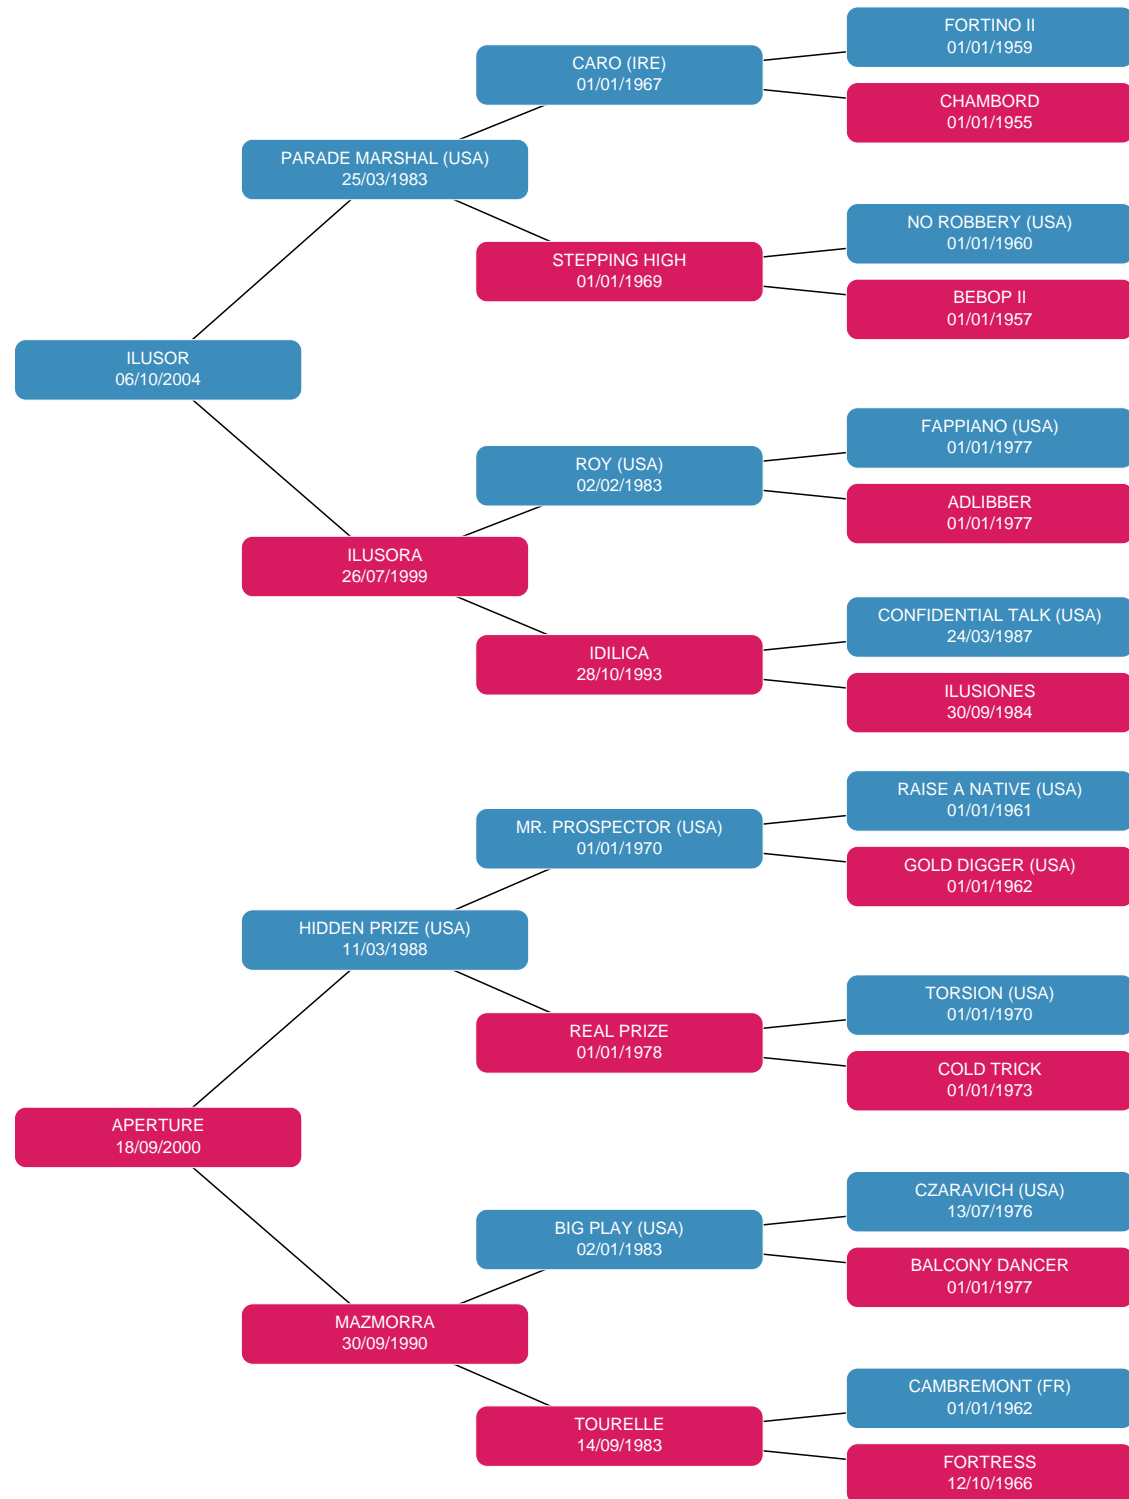 FORTINO II
01/01/1959
CARO (IRE)
01/01/1967
CHAMBORD
01/01/1955
PARADE MARSHAL (USA)
25/03/1983
NO ROBBERY (USA)
01/01/1960
STEPPING HIGH
01/01/1969
BEBOP II
01/01/1957
ILUSOR
06/10/2004
FAPPIANO (USA)
01/01/1977
ROY (USA)
02/02/1983
ADLIBBER
01/01/1977
ILUSORA
26/07/1999
CONFIDENTIAL TALK (USA)
24/03/1987
IDILICA
28/10/1993
ILUSIONES
30/09/1984
RAISE A NATIVE (USA)
01/01/1961
MR. PROSPECTOR (USA)
01/01/1970
GOLD DIGGER (USA)
01/01/1962
HIDDEN PRIZE (USA)
11/03/1988
TORSION (USA)
01/01/1970
REAL PRIZE
01/01/1978
COLD TRICK
01/01/1973
APERTURE
18/09/2000
CZARAVICH (USA)
13/07/1976
BIG PLAY (USA)
02/01/1983
BALCONY DANCER
01/01/1977
MAZMORRA
30/09/1990
CAMBREMONT (FR)
01/01/1962
TOURELLE
14/09/1983
FORTRESS
12/10/1966